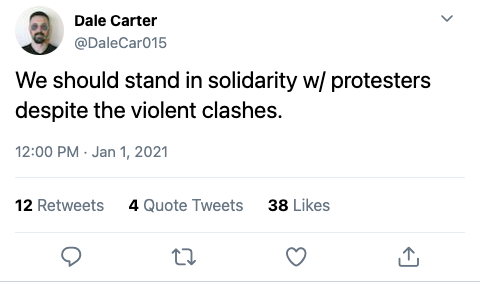 Dale Carter
@DaleCar015
We should stand in solidarity w/ protesters
despite the violent clashes.
12:00 PM · Jan 1, 2021
12 Retweets 4 Quote Tweets 38 Likes